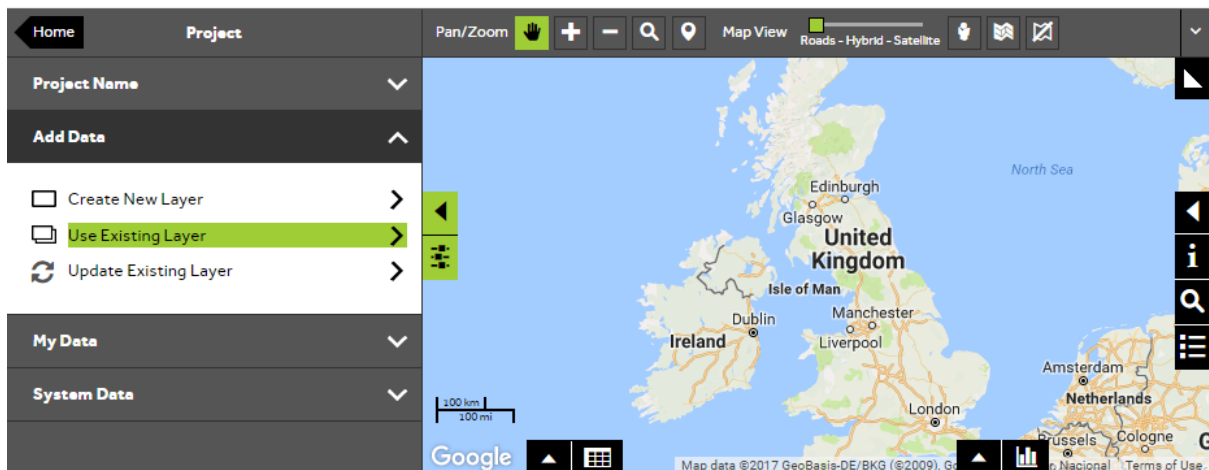 Home
Project
Pan/Zoom
Map View
Roads - Hybrid - Satellite
Project Name
Add Data
Create New Layer
Use Existing Layer
Update Existing Layer
My Data
System Data
North Sea
Edinburgh
Glasgow
United
Kingdom
Isle of Man
Dublin
Manchester
Ireland
Liverpool
Amsterdam
Netherlands
London
Brussels
Cologne
100 km
100 mi
Google
Map data ©2017 GeoBasis-DE/BKG (©2009), Go
Nacional
Terms of Use
i
G